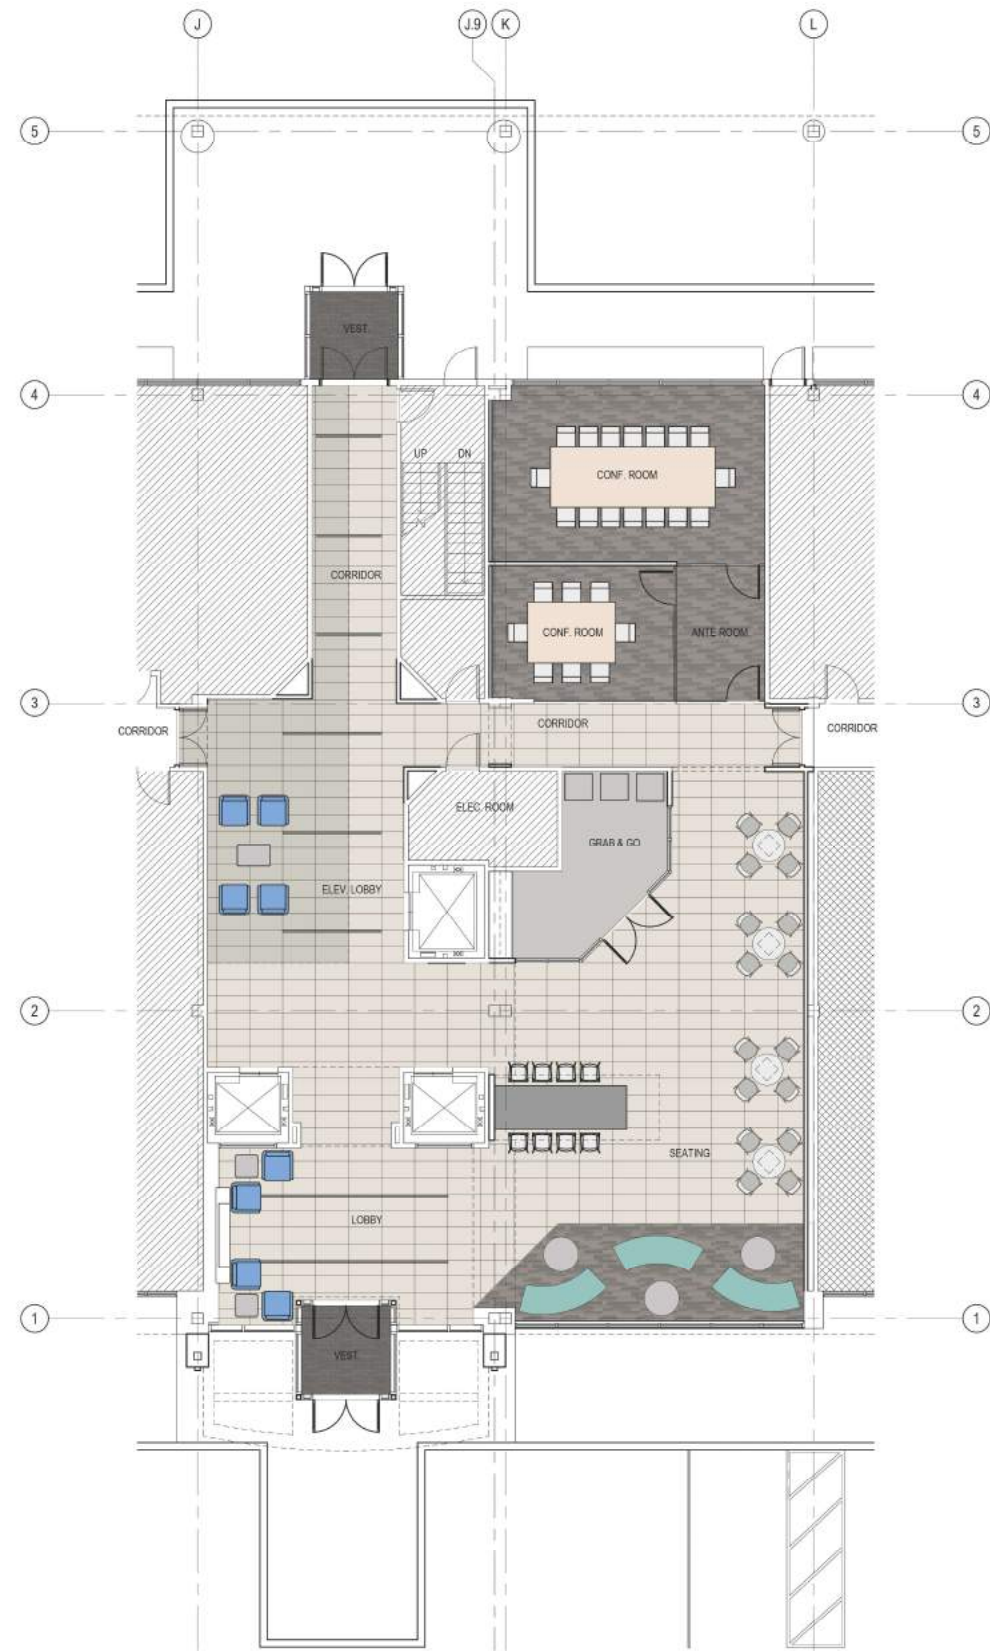 J
J.9
K
L
5
5
VEST.
4
4
UP
DN
CONF. ROOM
CORRIDOR
CONF. ROOM
ANTE ROOM
3
3
CORRIDOR
CORRIDOR
CORRIDOR
ELEC. ROOM
GRAB & GO
ELEV. LOBBY
2
2
SEATING
LOBBY
1
1
VEST.